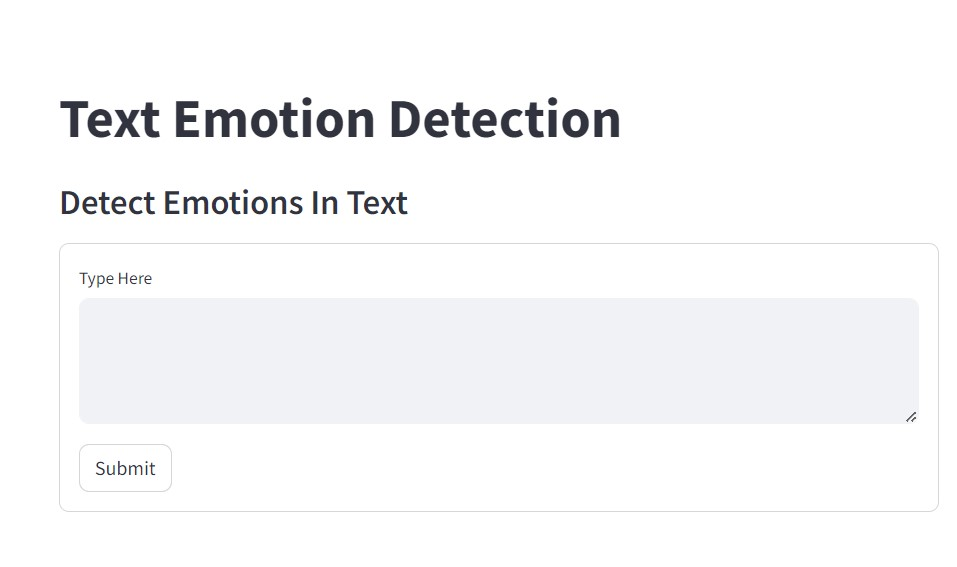 Text Emotion Detection
Detect Emotions In Text
Type Here
Submit